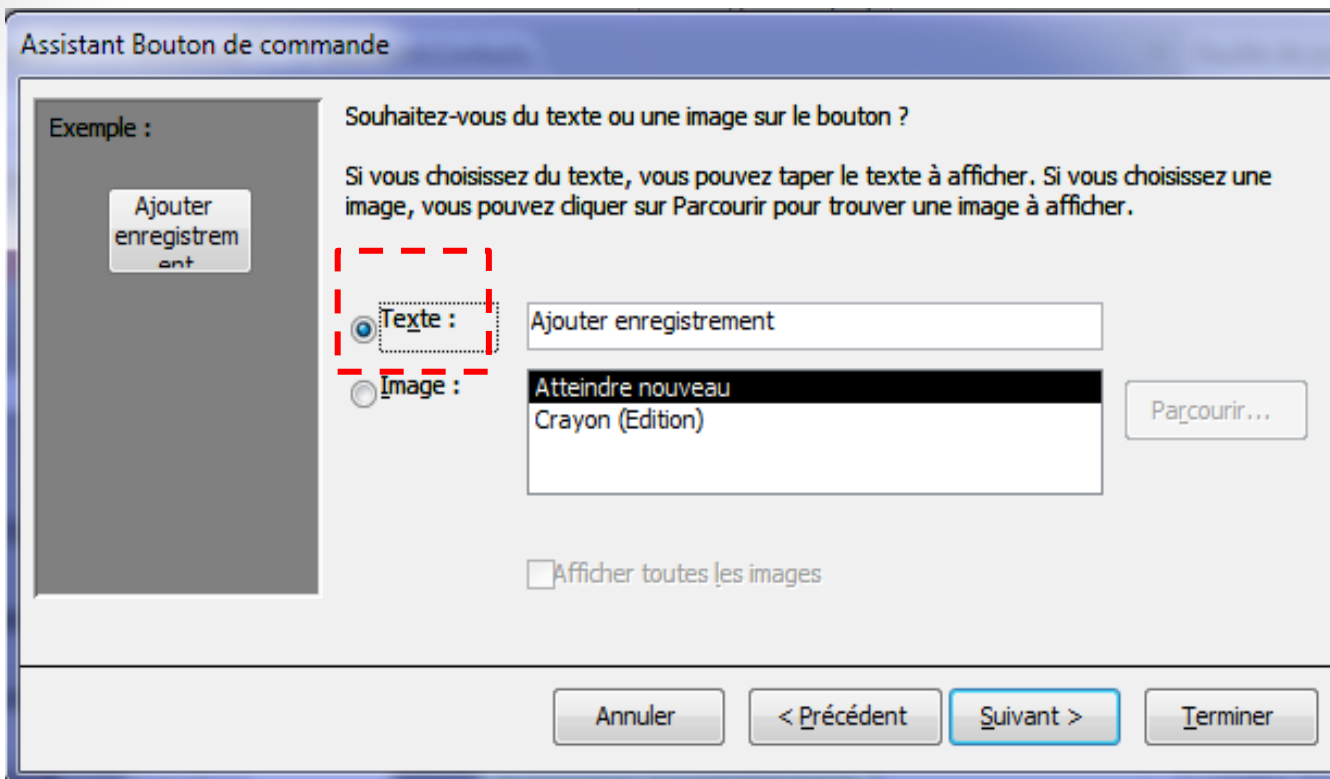 Assistant Bouton de commande
Exemple :
Ajouter
enregistrem
ent
Souhaitez-vous du texte ou une image sur le bouton ?
Si vous choisissez du texte, vous pouvez taper le texte à afficher. Si vous choisissez une
image, vous pouvez cliquer sur Parcourir pour trouver une image à afficher.
Texte :
Ajouter enregistrement
Image :
Atteindre nouveau
Crayon (Edition)
Parcourir...
Afficher toutes les images
Annuler
< Précédent
Suivant >
Terminer